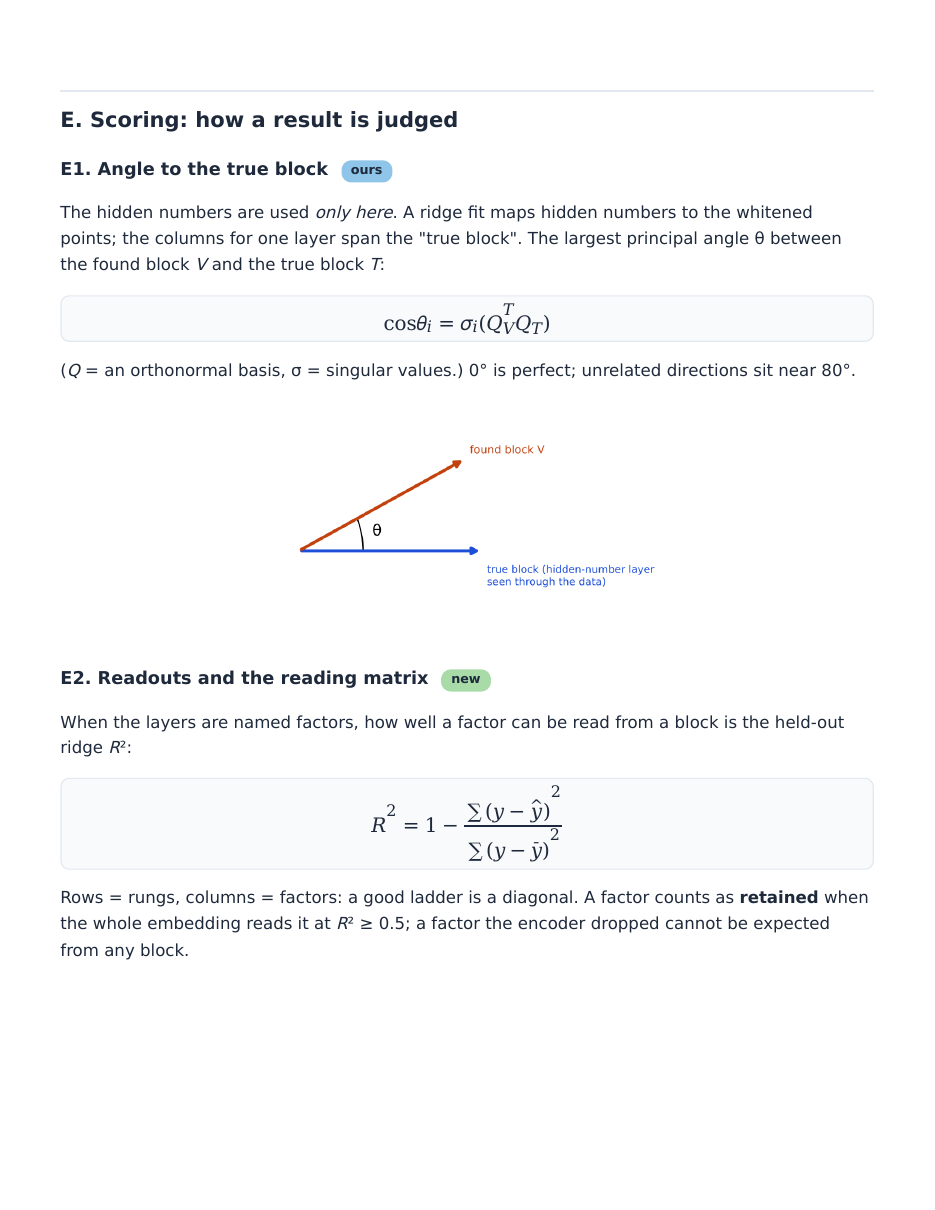 E. Scoring: how a result is judged
E1. Angle to the true block ours
The hidden numbers are used only here. A ridge fit maps hidden numbers to the whitened
points; the columns for one layer span the "true block". The largest principal angle θ between
the found block V and the true block T:
cosθᵢ = σᵢ(Q_V^T Q_T)
(Q = an orthonormal basis, σ = singular values.) 0° is perfect; unrelated directions sit near 80°.
found block V
θ
true block (hidden-number layer
seen through the data)
E2. Readouts and the reading matrix new
When the layers are named factors, how well a factor can be read from a block is the held-out
ridge R²:
R² = 1 − ∑(y − ŷ)² / ∑(y − ȳ)²
Rows = rungs, columns = factors: a good ladder is a diagonal. A factor counts as retained when
the whole embedding reads it at R² ≥ 0.5; a factor the encoder dropped cannot be expected
from any block.